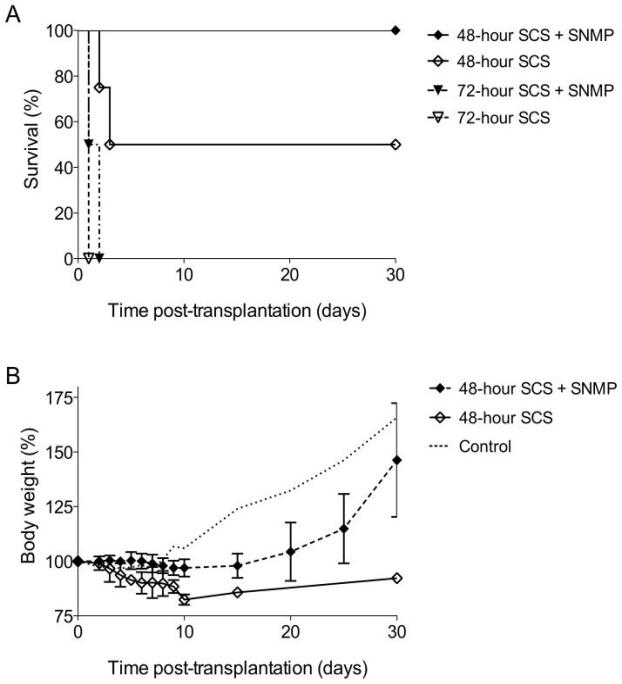 A
Survival (%)
100
80
60
40
20
0
0 10 20 30
Time post-transplantation (days)
48-hour SCS + SNMP
48-hour SCS
72-hour SCS + SNMP
72-hour SCS
B
Body weight (%)
175
150
125
100
75
0 10 20 30
Time post-transplantation (days)
48-hour SCS + SNMP
48-hour SCS
Control